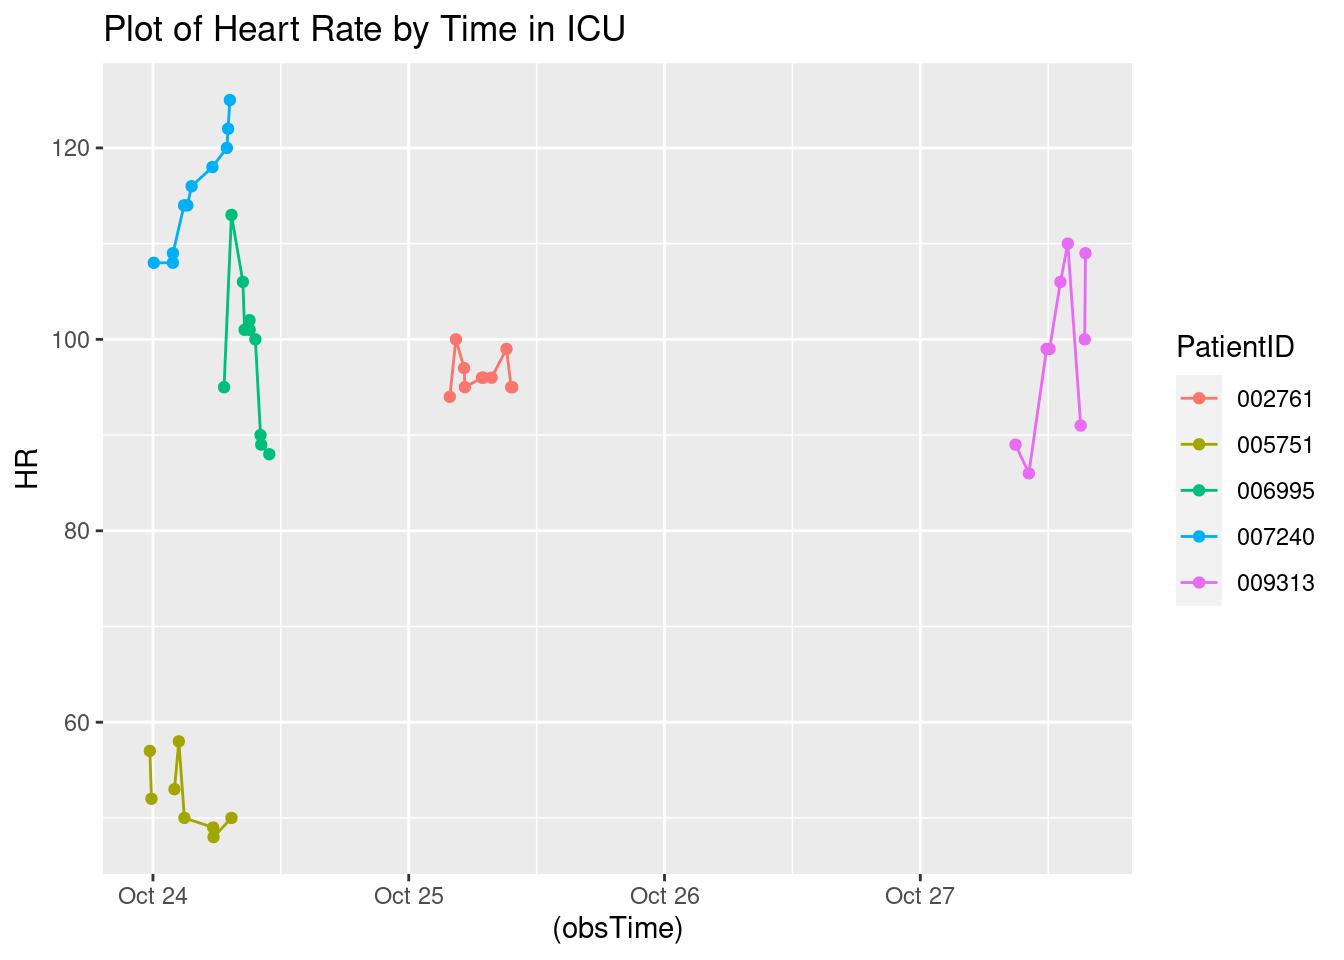 Plot of Heart Rate by Time in ICU
120
100
80
60
HR
Oct 24
Oct 25
Oct 26
Oct 27
(obsTime)
PatientID
002761
005751
006995
007240
009313